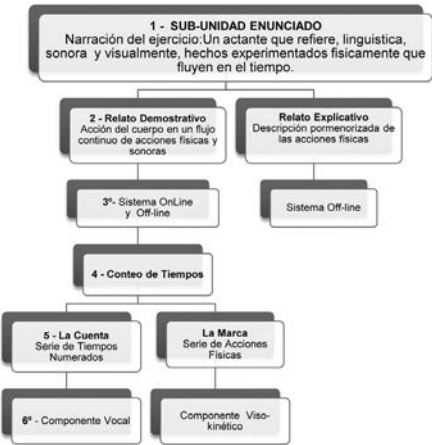 1 - SUB-UNIDAD ENUNCIADO
Narración del ejercicio:Un actante que refiere, linguistica,
sonora y visualmente, hechos experimentados fisicamente que
fluyen en el tiempo.
2 - Relato Demostrativo
Acción del cuerpo en un flujo
continuo de acciones físicas y
sonoras
Relato Explicativo
Descripción pormenorizada de
las acciones físicas
3º- Sistema OnLine
y Off-line
Sistema Off-line
4 - Conteo de Tiempos
5 - La Cuenta
Serie de Tiempos
Numerados
La Marca
Serie de Acciones
Físicas
6º - Componente Vocal
Componente Viso-
kinético